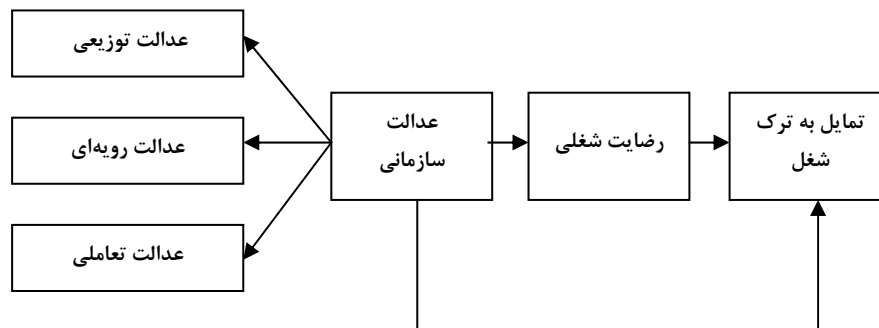 عدالت توزیعی
عدالت رویه‌ای
عدالت تعاملی
عدالت
سازمانی
رضایت شغلی
تمایل به ترک
شغل